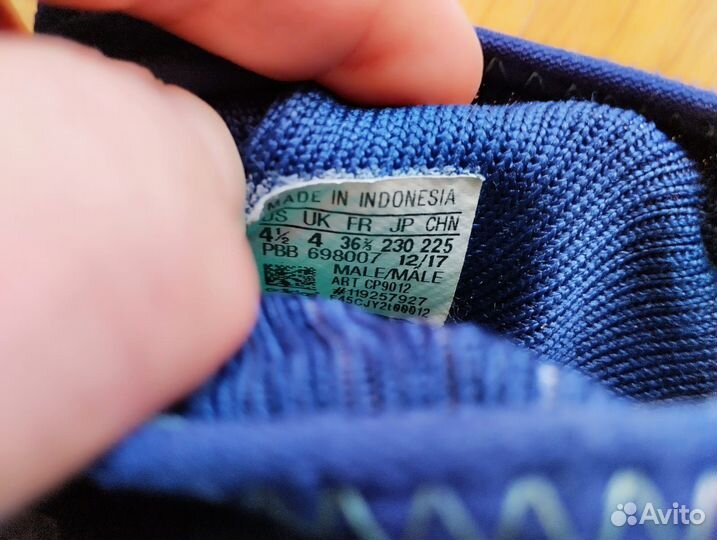 MADE IN INDONESIA
US UK FR JP CHN
4½ 4 36⅔ 230 225
PBB 698007 12/17
MALE/MÂLE
ART CP9012
#119257927
Avito